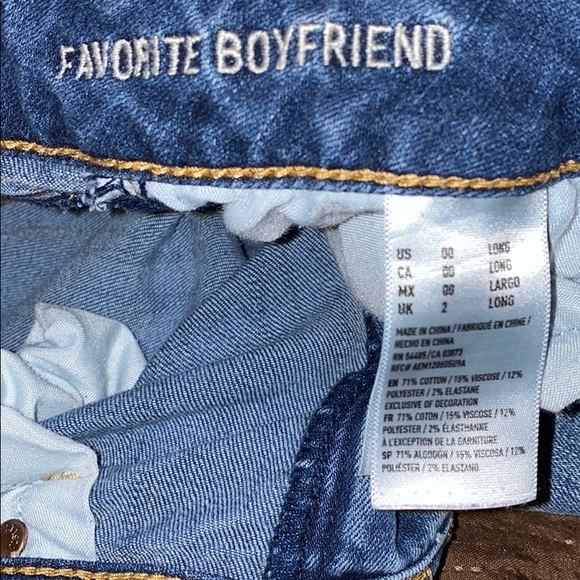 FAVORITE BOYFRIEND
US 00 LONG
CA 00 LONG
MX 00 LARGO
UK 2 LONG
MADE IN CHINA / FABRIQUÉ EN CHINE /
HECHO EN CHINA
RN 54485/CA 03873
RFC# AEM1206050U9A
EN 71% COTTON / 15% VISCOSE / 12%
POLYESTER / 2% ELASTANE
EXCLUSIVE OF DECORATION
FR 71% COTON / 15% VISCOSE / 12%
POLYESTER / 2% ÉLASTHANNE
À L'EXCEPTION DE LA GARNITURE
SP 71% ALGODÓN / 15% VISCOSA / 12%
POLIÉSTER / 2% ELASTANO